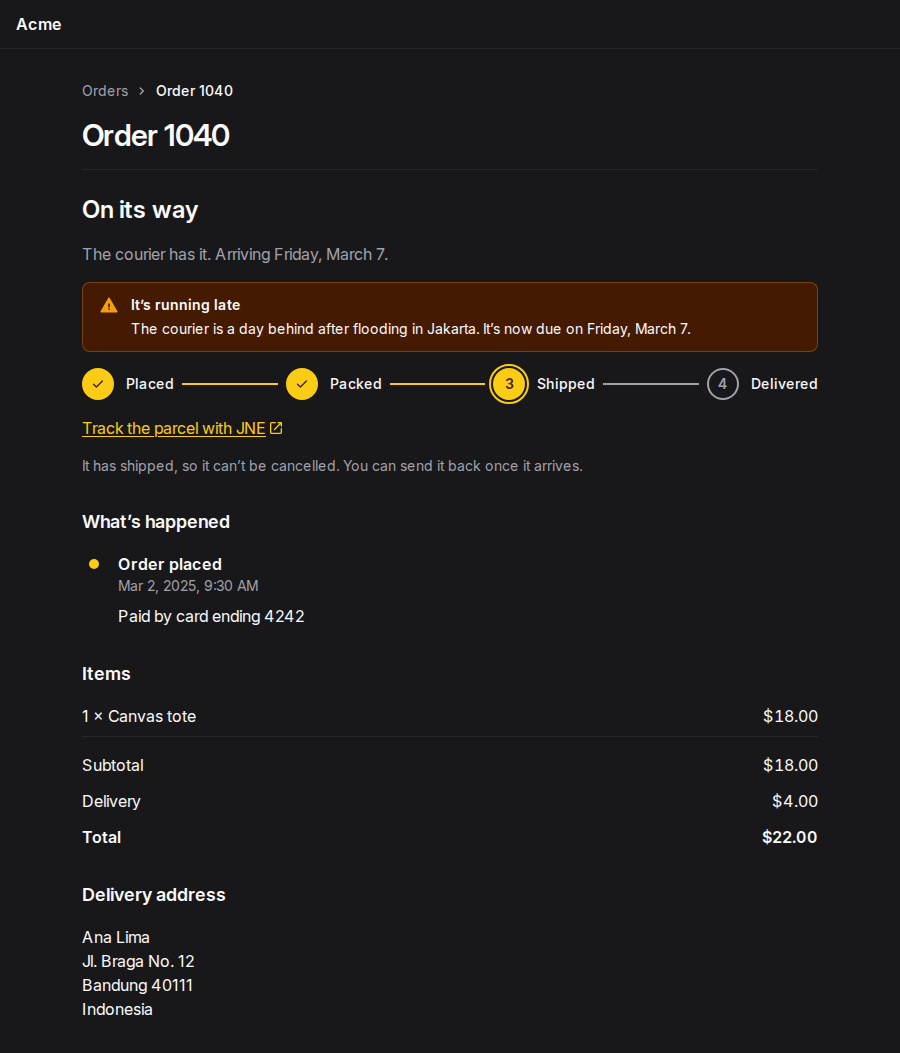 Acme
Orders › Order 1040
Order 1040
On its way
The courier has it. Arriving Friday, March 7.
It’s running late
The courier is a day behind after flooding in Jakarta. It’s now due on Friday, March 7.
Placed Packed 3 Shipped 4 Delivered
Track the parcel with JNE
It has shipped, so it can’t be cancelled. You can send it back once it arrives.
What’s happened
Order placed
Mar 2, 2025, 9:30 AM
Paid by card ending 4242
Items
1 × Canvas tote $18.00
Subtotal $18.00
Delivery $4.00
Total $22.00
Delivery address
Ana Lima
Jl. Braga No. 12
Bandung 40111
Indonesia